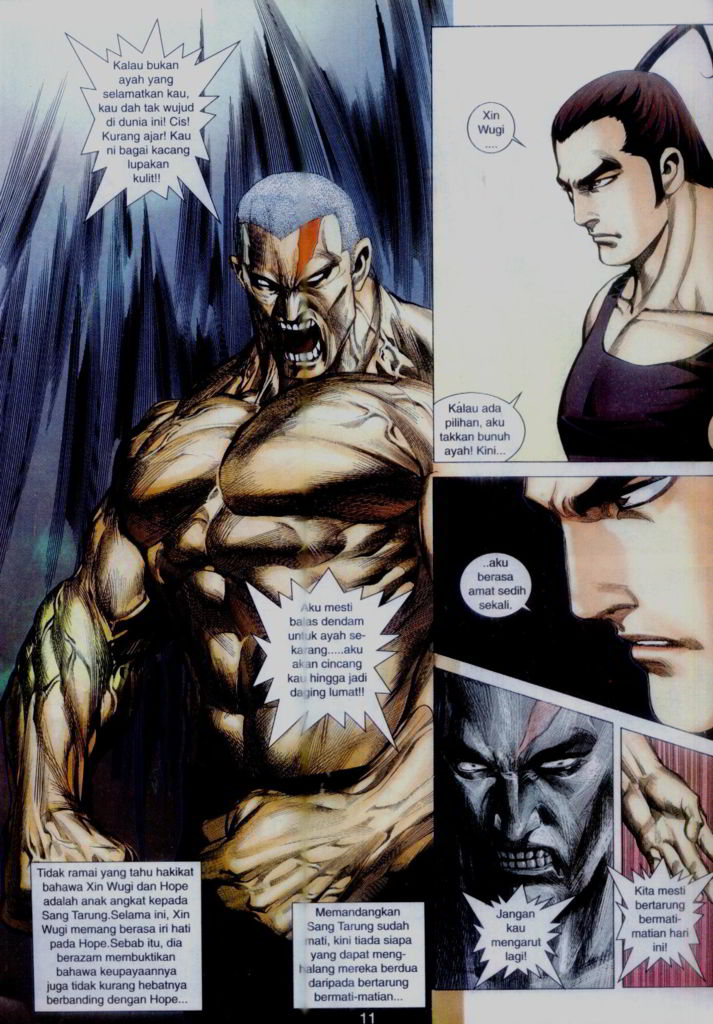 Kalau bukan
ayah yang
selamatkan kau,
kau dah tak wujud
di dunia ini! Cis!
Kurang ajar! Kau
ni bagai kacang
lupakan
kulit!!
Aku mesti
balas dendam
untuk ayah se-
karang.....aku
akan cincang
kau hingga jadi
daging lumat!!
Tidak ramai yang tahu hakikat
bahawa Xin Wugi dan Hope
adalah anak angkat kepada
Sang Tarung.Selama ini, Xin
Wugi memang berasa iri hati
pada Hope.Sebab itu, dia
berazam membuktikan
bahawa keupayaannya
juga tidak kurang hebatnya
berbanding dengan Hope...
Memandangkan
Sang Tarung sudah
mati, kini tiada siapa
yang dapat meng-
halang mereka berdua
daripada bertarung
bermati-matian...
Xin
Wugi
....
Kalau ada
pilihan, aku
takkan bunuh
ayah! Kini...
..aku
berasa
amat sedih
sekali.
Jangan
kau
mengarut
lagi!
Kita mesti
bertarung
bermati-
matian hari
ini!
11